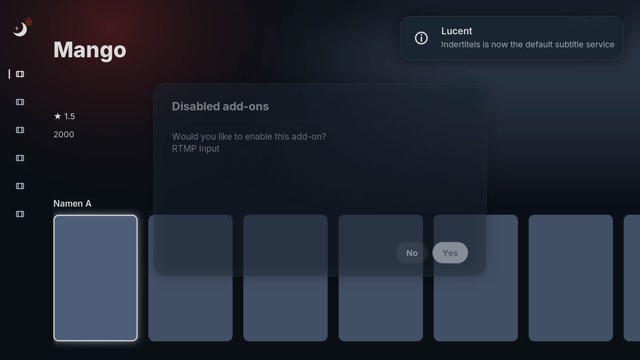 Mango
Lucent
is now the default subtitle service
Disabled add-ons
Would you like to enable this add-on?
RTMP Input
★ 1.5
2000
Namen A
No
Yes